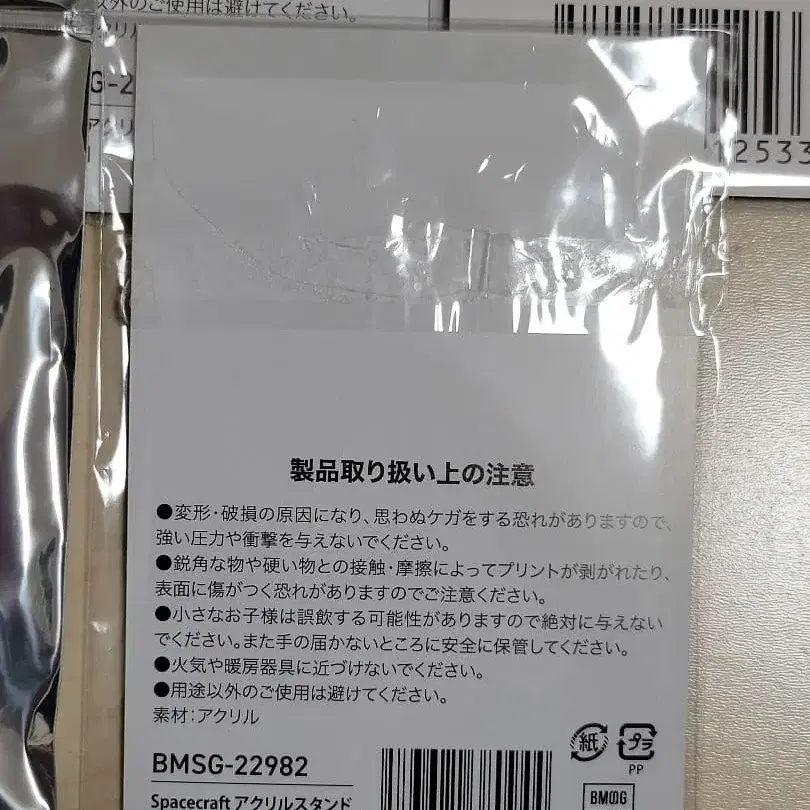 以外のご使用は避けてください。
G-2
12533
製品取り扱い上の注意
●変形・破損の原因になり、思わぬケガをする恐れがありますので、
強い圧力や衝撃を与えないでください。
●鋭角な物や硬い物との接触・摩擦によってプリントが剥がれたり、
表面に傷がつく恐れがありますのでご注意ください。
●小さなお子様は誤飲する可能性がありますので絶対に与えない
でください。また手の届かないところに安全に保管してください。
●火気や暖房器具に近づけないでください。
●用途以外のご使用は避けてください。
素材：アクリル
紙
プラ
PP
BMSG-22982
BMSG
Spacecraft アクリルスタンド